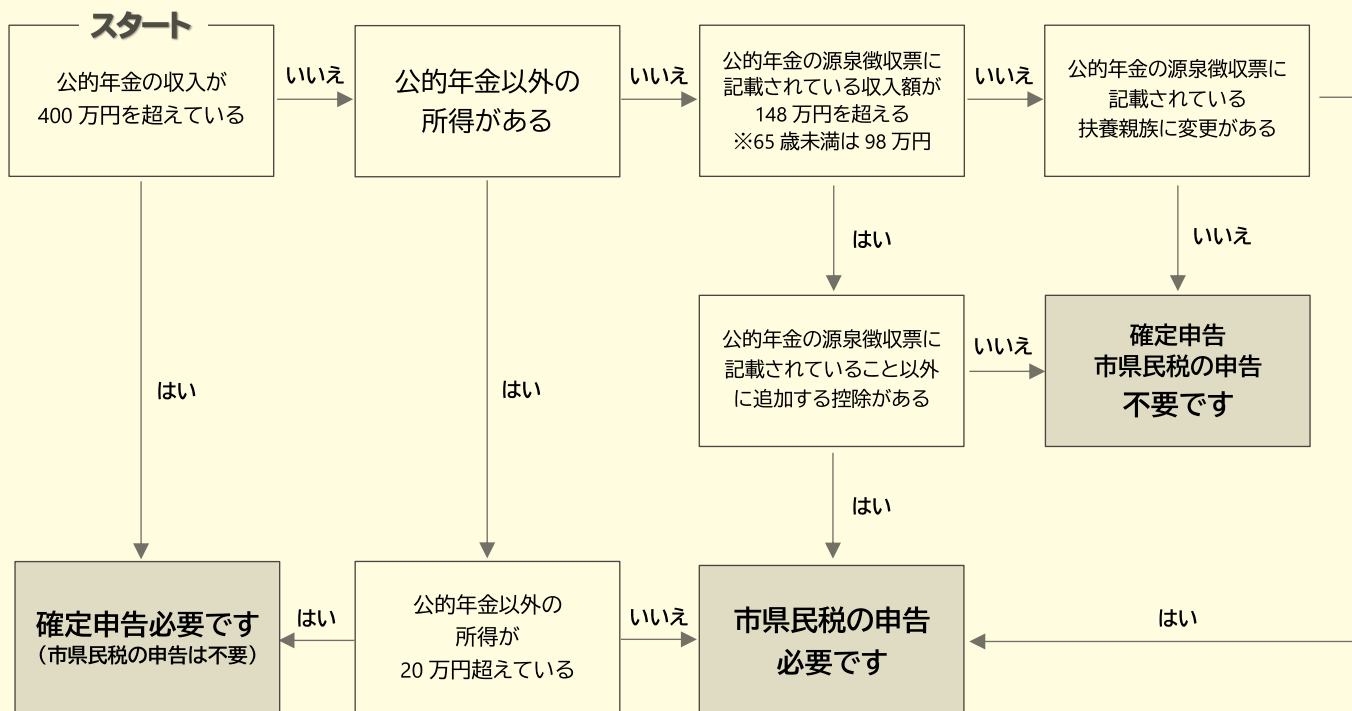 スタート
公的年金の収入が
400 万円を超えている
いいえ
公的年金以外の
所得がある
いいえ
公的年金の源泉徴収票に
記載されている収入額が
148 万円を超える
※65 歳未満は 98 万円
いいえ
公的年金の源泉徴収票に
記載されている
扶養親族に変更がある
はい
いいえ
はい
はい
公的年金の源泉徴収票に
記載されていること以外
に追加する控除がある
いいえ
確定申告
市県民税の申告
不要です
はい
確定申告必要です
（市県民税の申告は不要）
はい
公的年金以外の
所得が
20 万円超えている
いいえ
市県民税の申告
必要です
はい